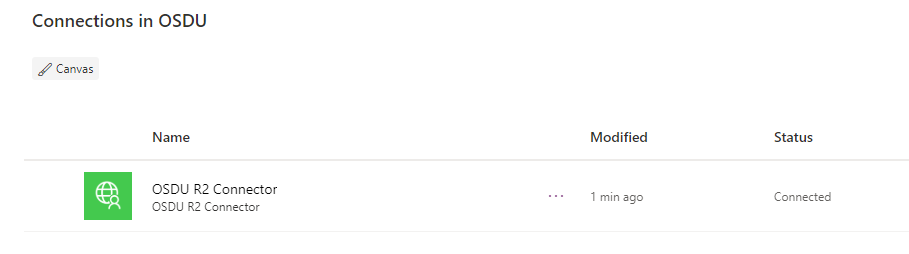 Connections in OSDU
Canvas
Name Modified Status
OSDU R2 Connector
OSDU R2 Connector
··· 1 min ago Connected